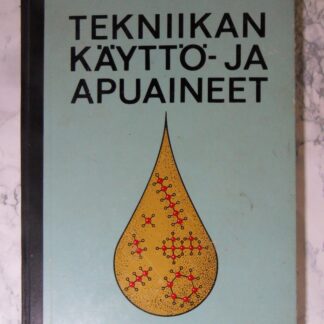 TEKNIIKAN
KÄYTTÖ- JA
APUAINEET